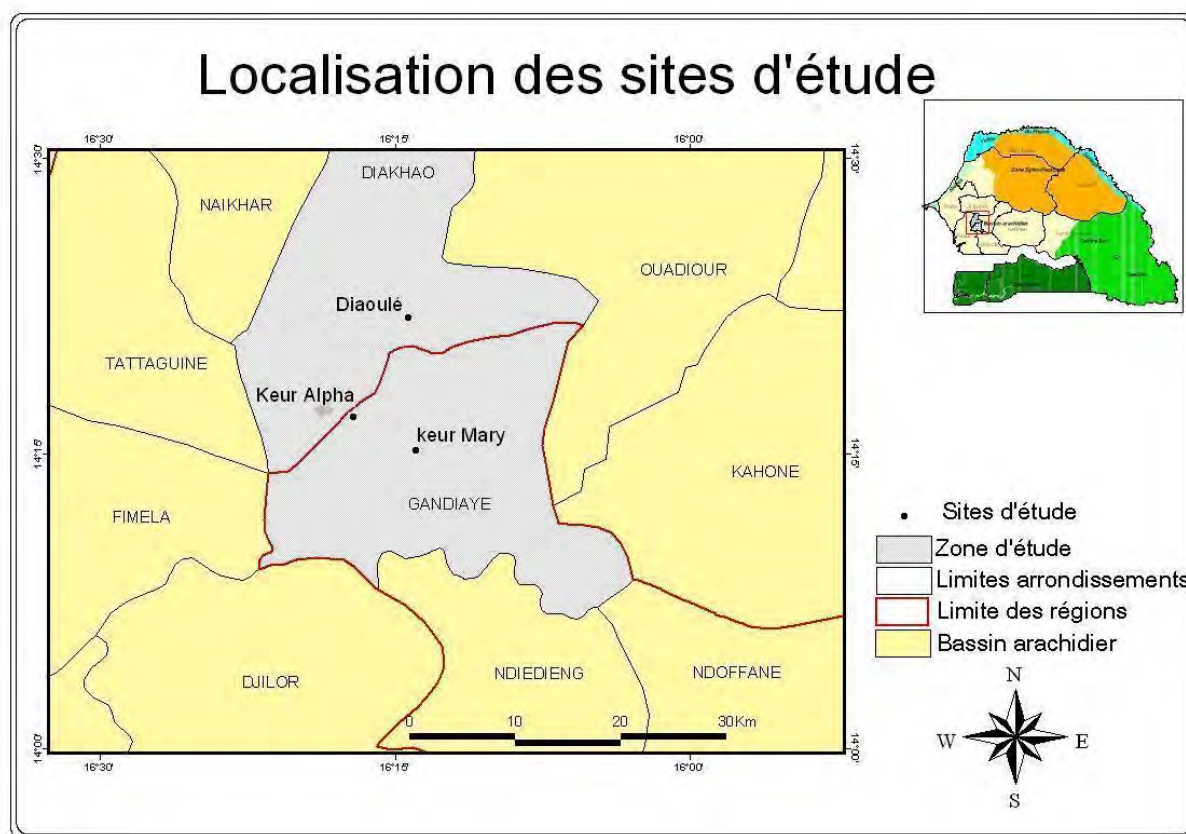 Localisation des sites d'étude
16°30' 16°15' 16°00'
14°30' 14°30'
DIAKHAO
NAIKHAR
OUADIOUR
Diaoulé
TATTAGUINE
Keur Alpha
keur Mary
14°15' 14°15'
KAHONE
GANDIAYE
FIMELA
Sites d'étude
Zone d'étude
Limites arrondissements
Limite des régions
Bassin arachidier
NDIEDIENG
NDOFFANE
DJILOR
0 10 20 30Km
14°00' 14°00'
16°30' 16°15' 16°00'
N
W E
S